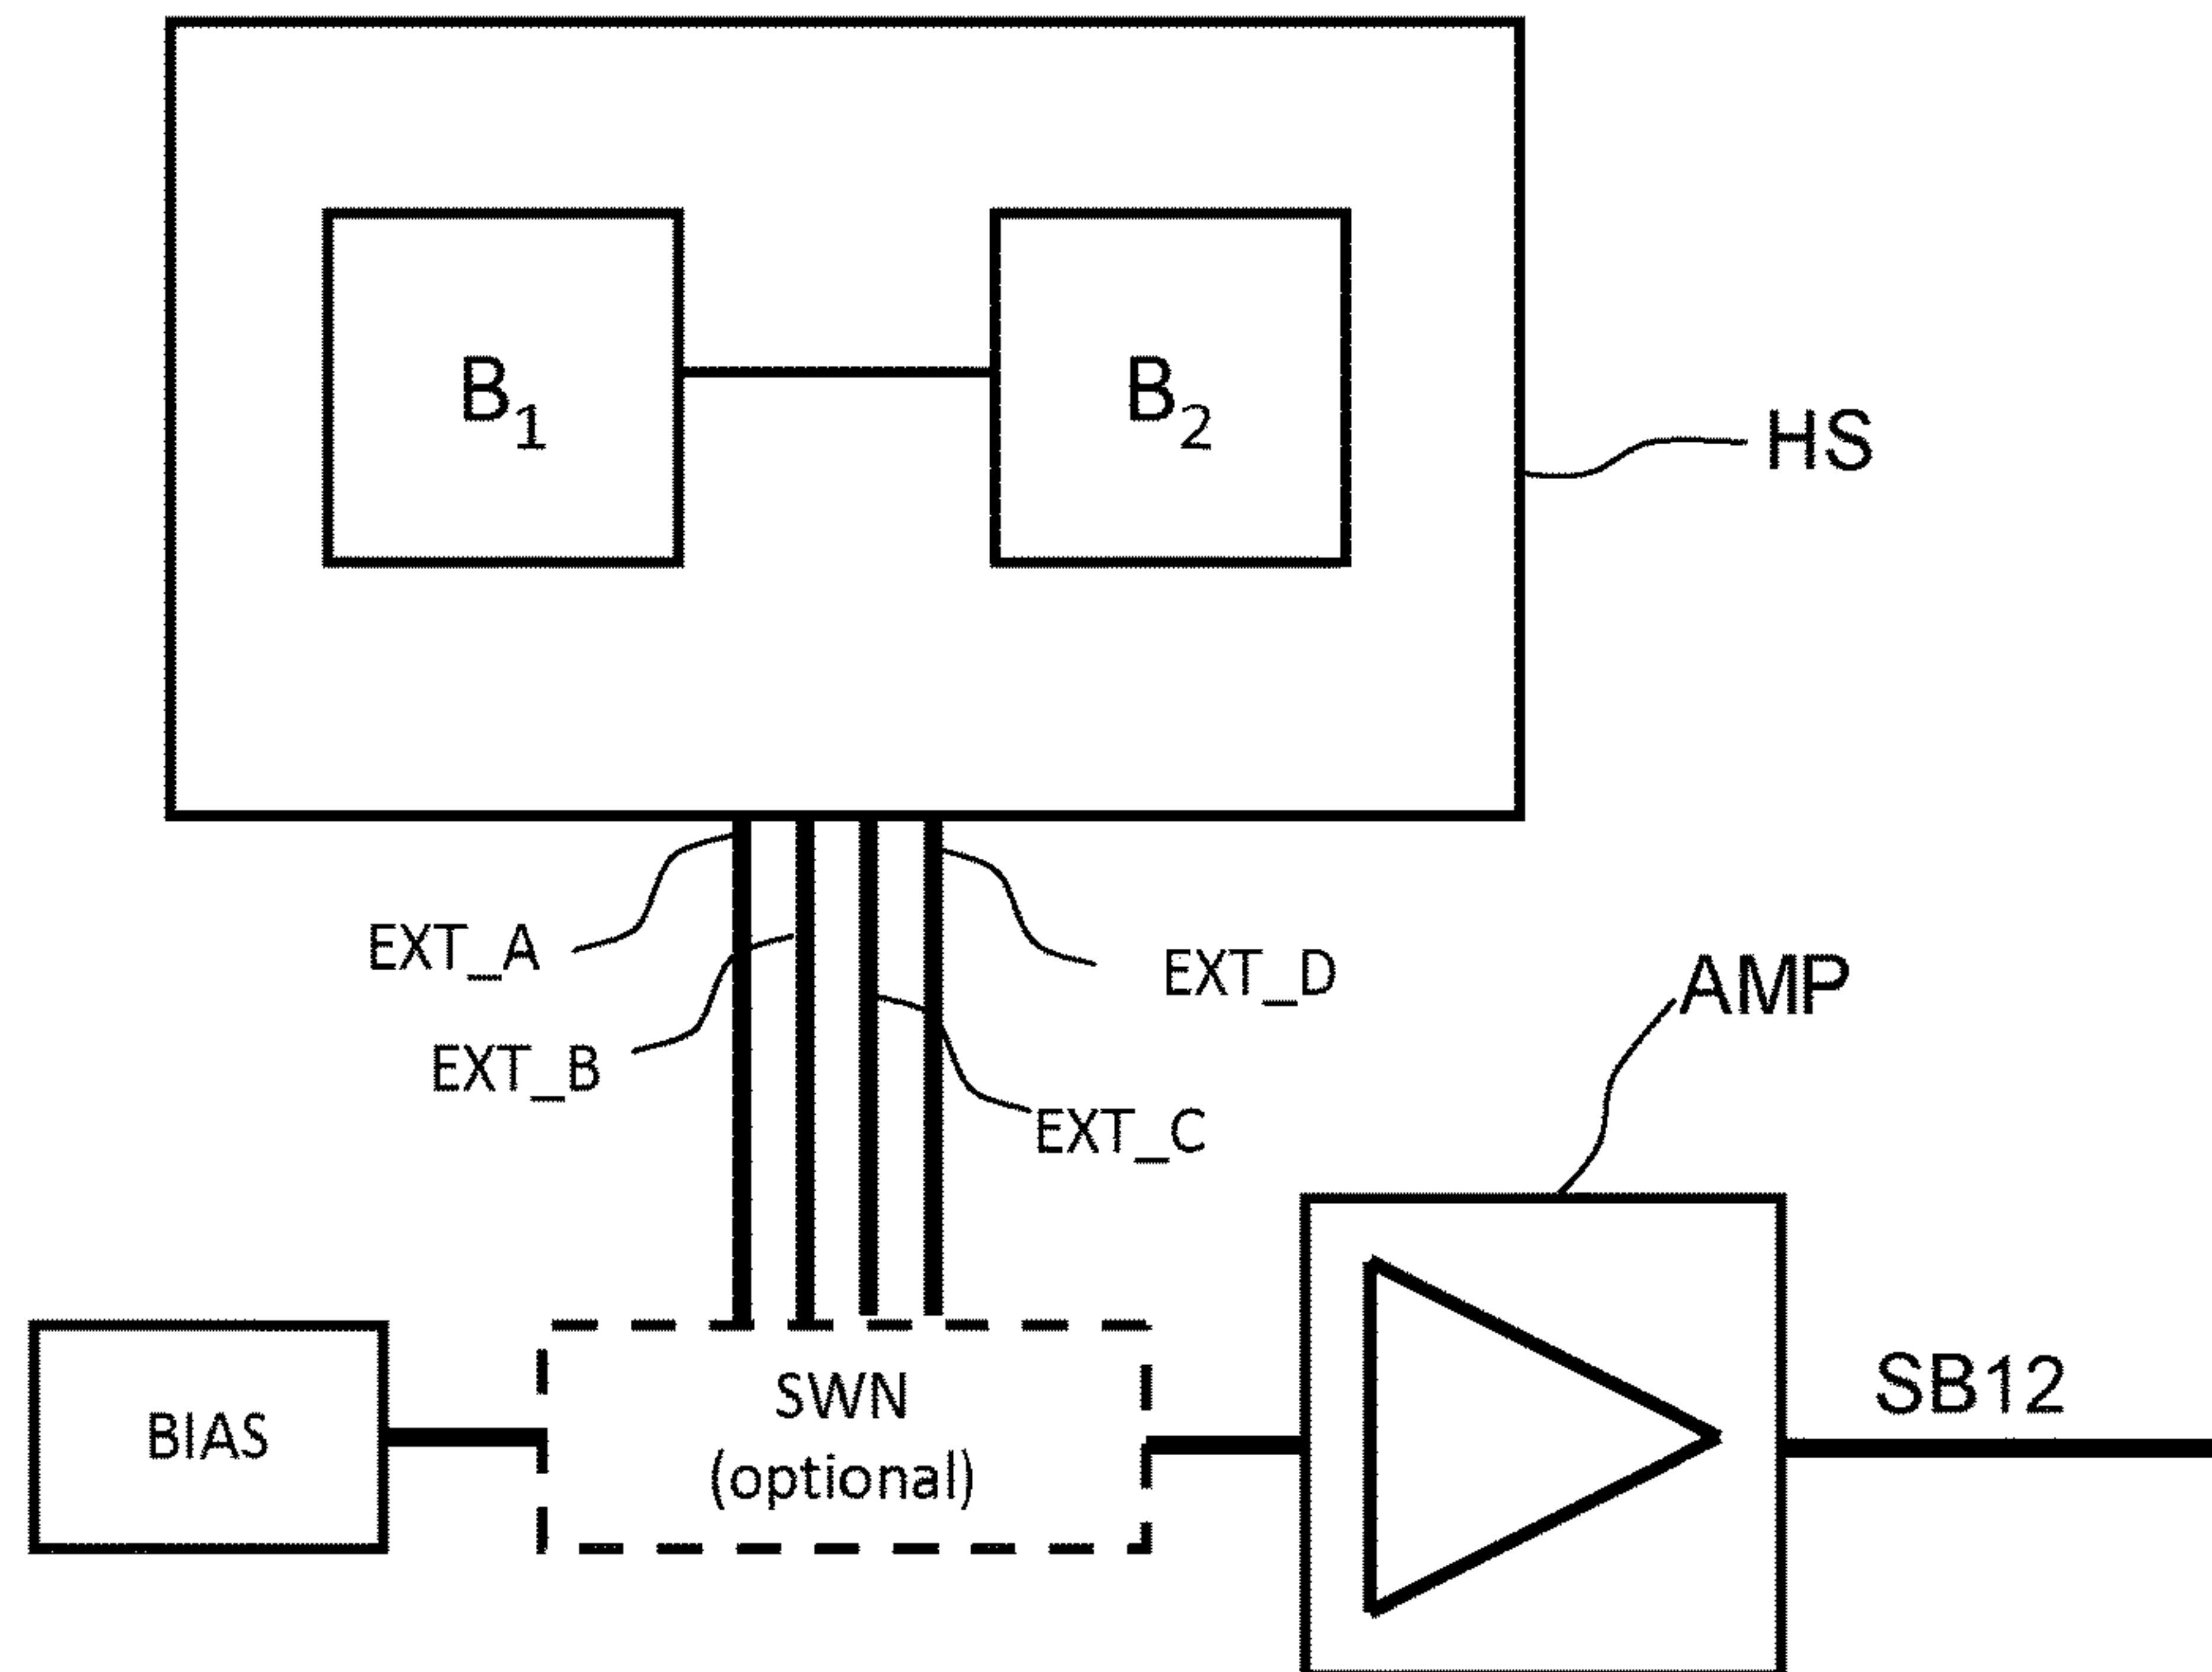 B1
B2
HS
EXT_A
EXT_D
AMP
EXT_B
EXT_C
SB12
SWN
BIAS
(optional)